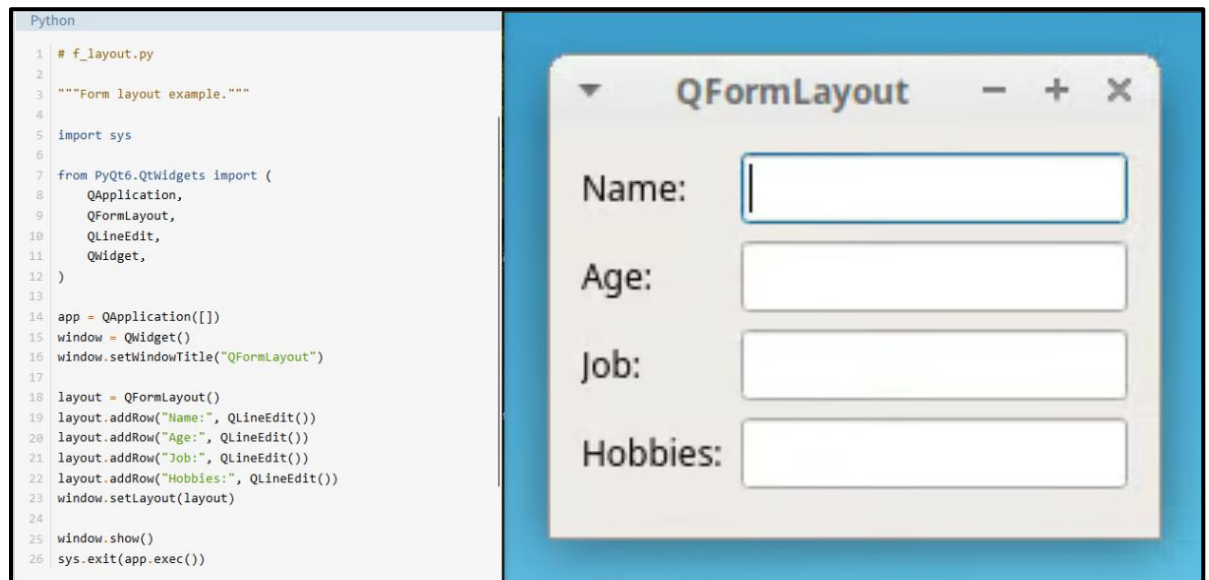 Python
1 # f_layout.py
2
3 """Form layout example."""
4
5 import sys
6
7 from PyQt6.QtWidgets import (
8     QApplication,
9     QFormLayout,
10     QLineEdit,
11     QWidget,
12 )
13
14 app = QApplication([])
15 window = QWidget()
16 window.setWindowTitle("QFormLayout")
17
18 layout = QFormLayout()
19 layout.addRow("Name:", QLineEdit())
20 layout.addRow("Age:", QLineEdit())
21 layout.addRow("Job:", QLineEdit())
22 layout.addRow("Hobbies:", QLineEdit())
23 window.setLayout(layout)
24
25 window.show()
26 sys.exit(app.exec())
QFormLayout
Name:
Age:
Job:
Hobbies: